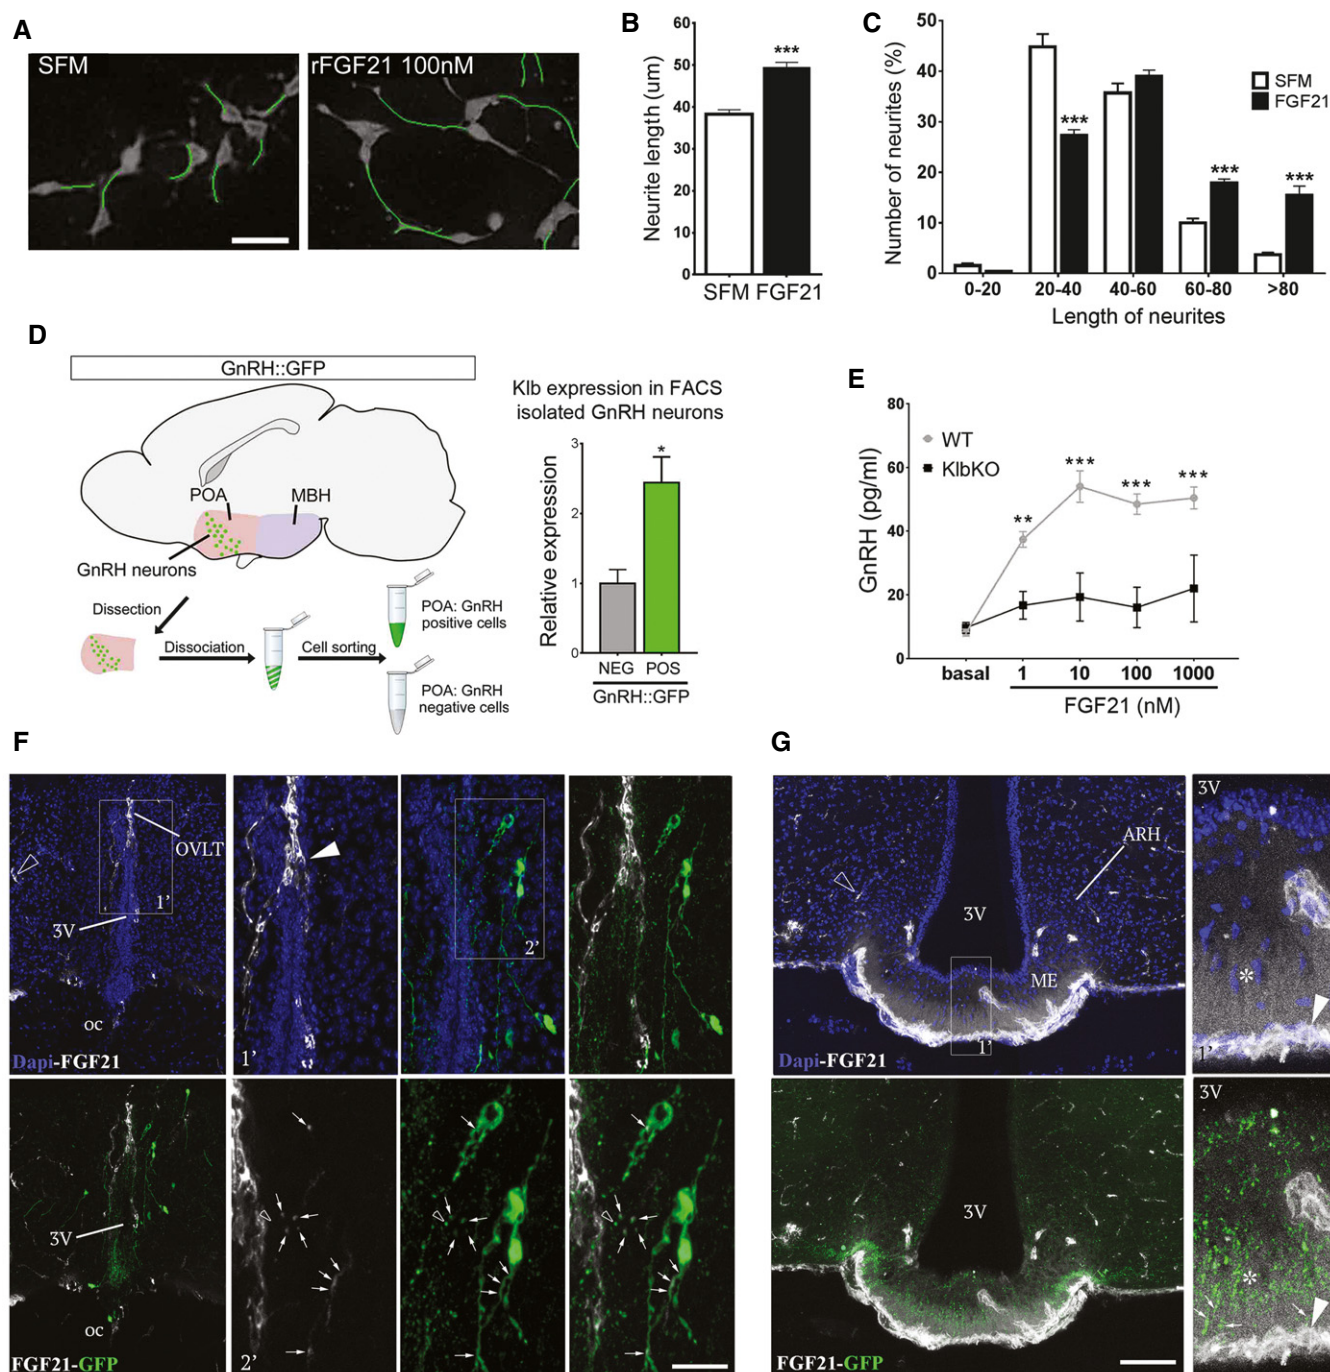 A
SFM
rFGF21 100nM
B
Neurite length (um)
60
50
40
30
20
10
0
***
SFM FGF21
C
Number of neurites (%)
50
40
30
20
10
0
***
***
***
SFM
FGF21
0-20
20-40
40-60
60-80
>80
Length of neurites
D
GnRH::GFP
POA
MBH
GnRH neurons
Dissection
Dissociation
Cell sorting
POA: GnRH
positive cells
POA: GnRH
negative cells
Klb expression in FACS
isolated GnRH neurons
Relative expression
3
2
1
0
*
NEG
POS
GnRH::GFP
E
GnRH (pg/ml)
80
60
40
20
0
WT
KlbKO
**
***
***
***
basal
1
10
100
1000
FGF21 (nM)
F
OVLT
1'
3V
oc
Dapi-FGF21
1'
2'
3V
oc
FGF21-GFP
2'
G
ARH
3V
ME
1'
Dapi-FGF21
3V
*
1'
3V
FGF21-GFP
3V
*